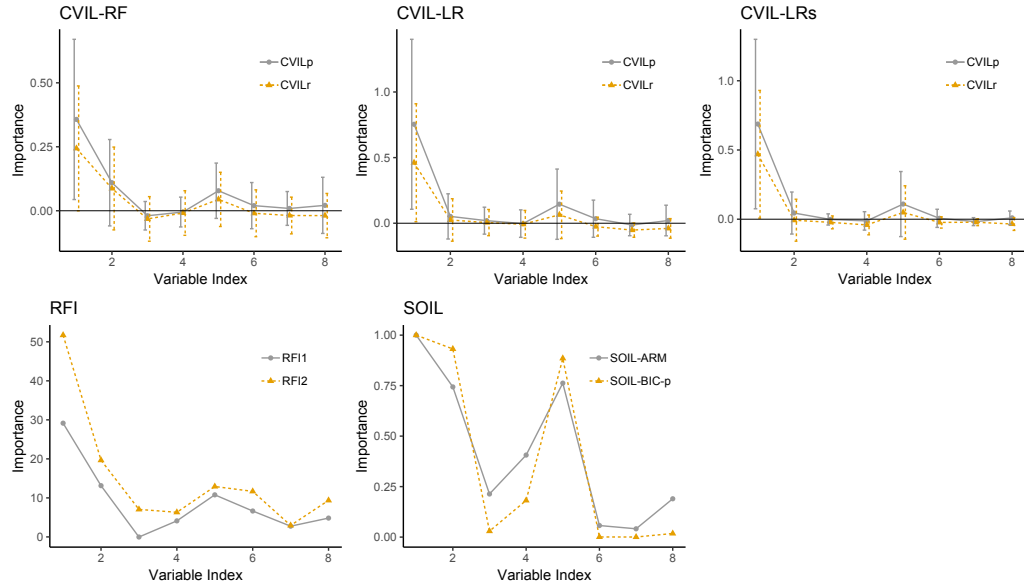 CVIL-RF
Importance
0.50
0.25
0.00
CVILp
CVILr
2 4 6 8
Variable Index
CVIL-LR
Importance
1.0
0.5
0.0
CVILp
CVILr
2 4 6 8
Variable Index
CVIL-LRs
Importance
1.0
0.5
0.0
CVILp
CVILr
2 4 6 8
Variable Index
RFI
Importance
50
40
30
20
10
0
RFI1
RFI2
2 4 6 8
Variable Index
SOIL
Importance
1.00
0.75
0.50
0.25
0.00
SOIL-ARM
SOIL-BIC-p
2 4 6 8
Variable Index